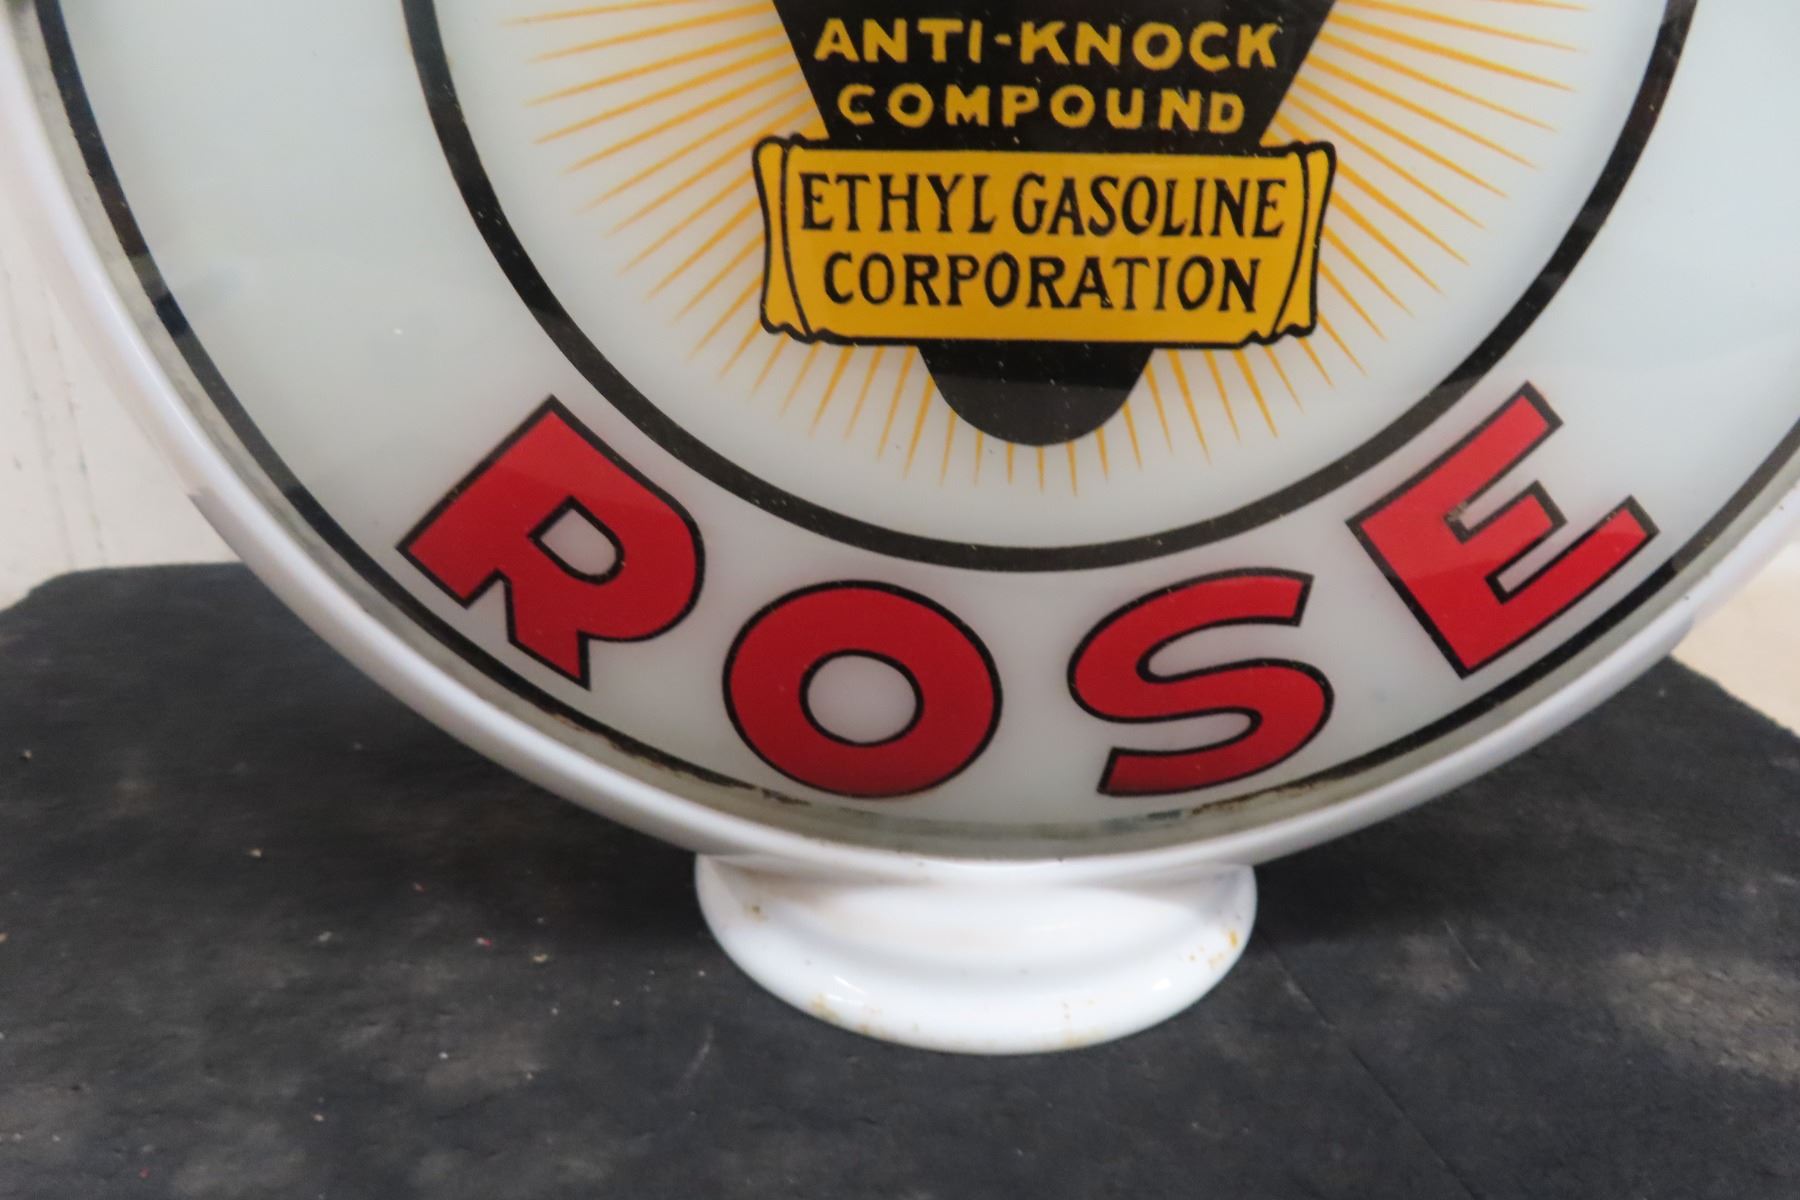 ANTI-KNOCK
COMPOUND
ETHYL GASOLINE
CORPORATION
ROSE